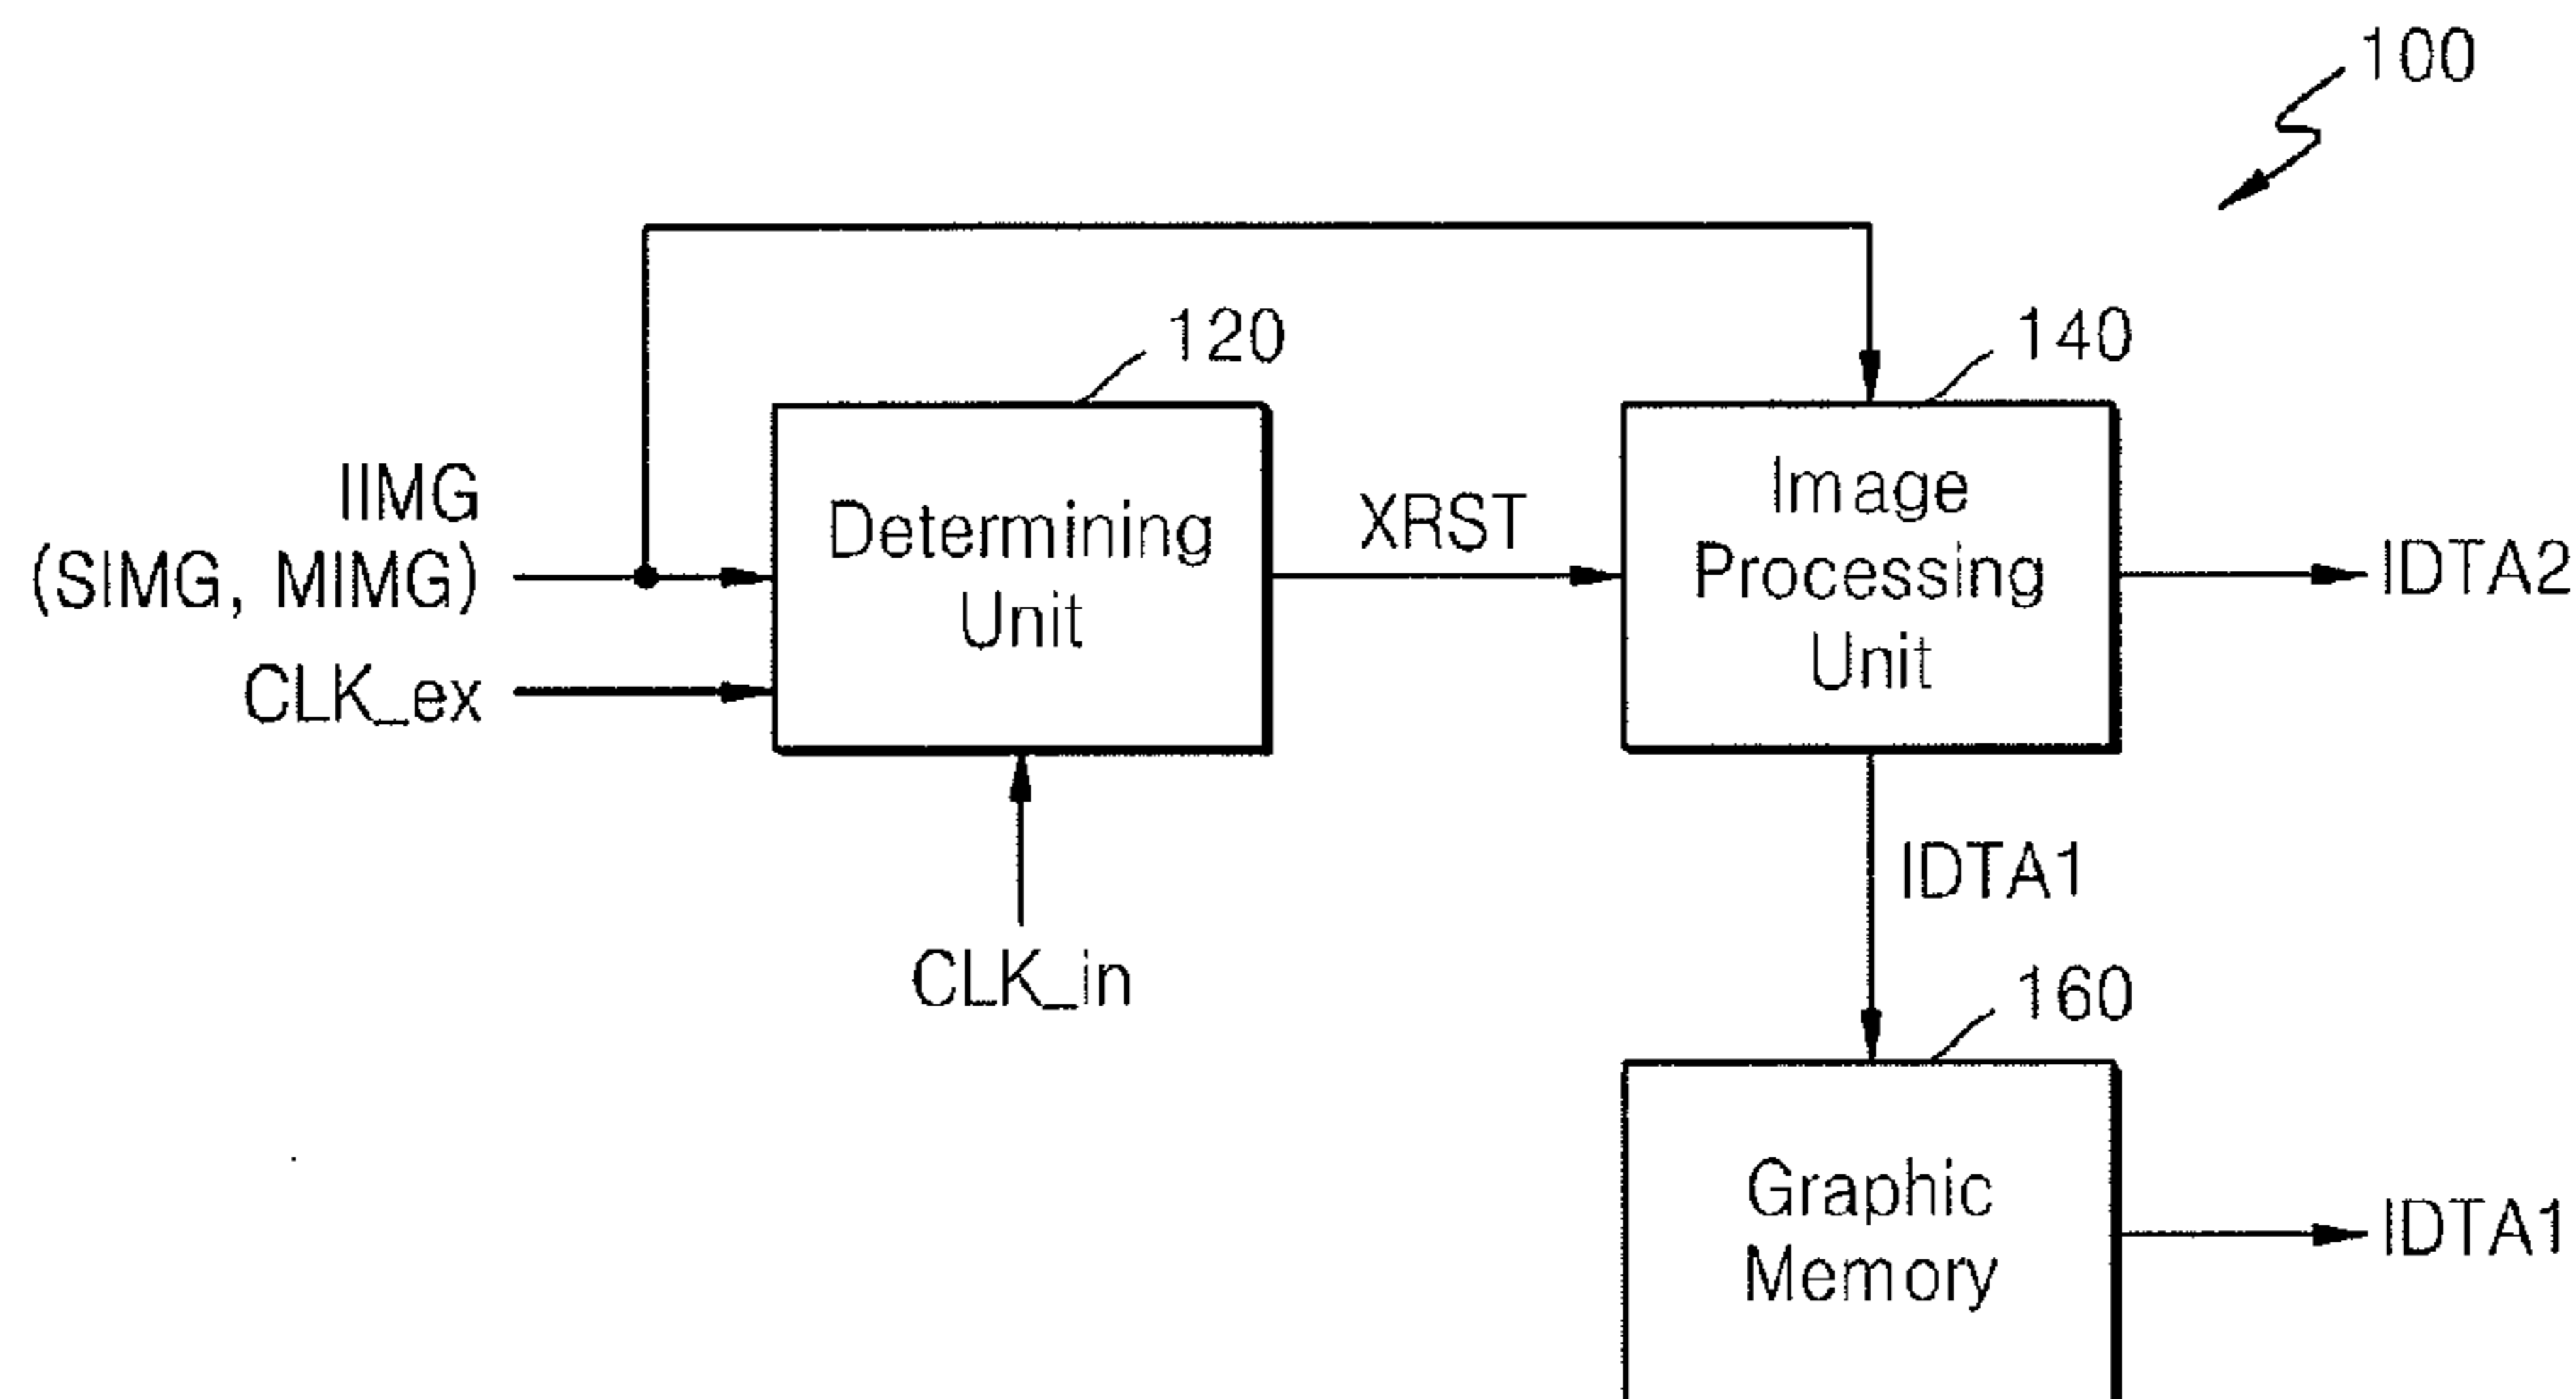 100
120
140
IIMG
(SIMG, MIMG)
CLK_ex
Determining
Unit
XRST
Image
Processing
Unit
IDTA2
CLK_in
IDTA1
160
Graphic
Memory
IDTA1